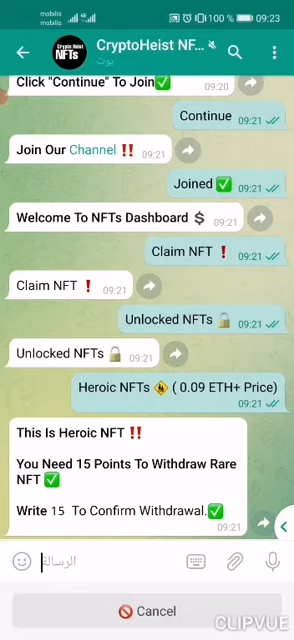 mobilis
mobilis
100 % 09:23
CryptoHeist NF...
بوت
Crypto Heist
NFTs
Click "Continue" To Join✅
09:20
Continue
09:21
Join Our Channel ‼️
09:21
Joined ✅
09:21
Welcome To NFTs Dashboard 💲
09:21
Claim NFT ❗
09:21
Claim NFT ❗
09:21
Unlocked NFTs 🔓
09:21
Unlocked NFTs 🔓
09:21
Heroic NFTs 🚸 ( 0.09 ETH+ Price)
09:21
This Is Heroic NFT ‼️
You Need 15 Points To Withdraw Rare
NFT ✅
Write 15 To Confirm Withdrawal.✅
09:21
الرسالة
🚫 Cancel
CLIPVUE